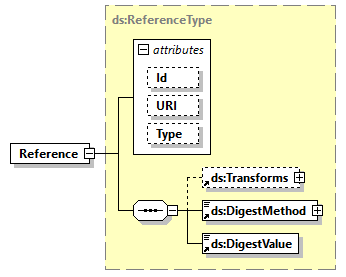 ds:ReferenceType
attributes
Id
URI
Type
Reference
ds:Transforms
ds:DigestMethod
ds:DigestValue